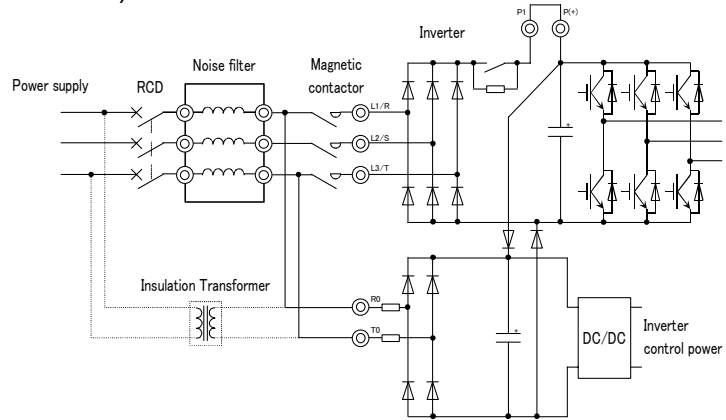 P1
P(+)
Inverter
Noise filter
Magnetic
contactor
Power supply
RCD
L1/R
L2/S
L3/T
+
Insulation Transformer
R0
T0
+
DC/DC
Inverter
control power